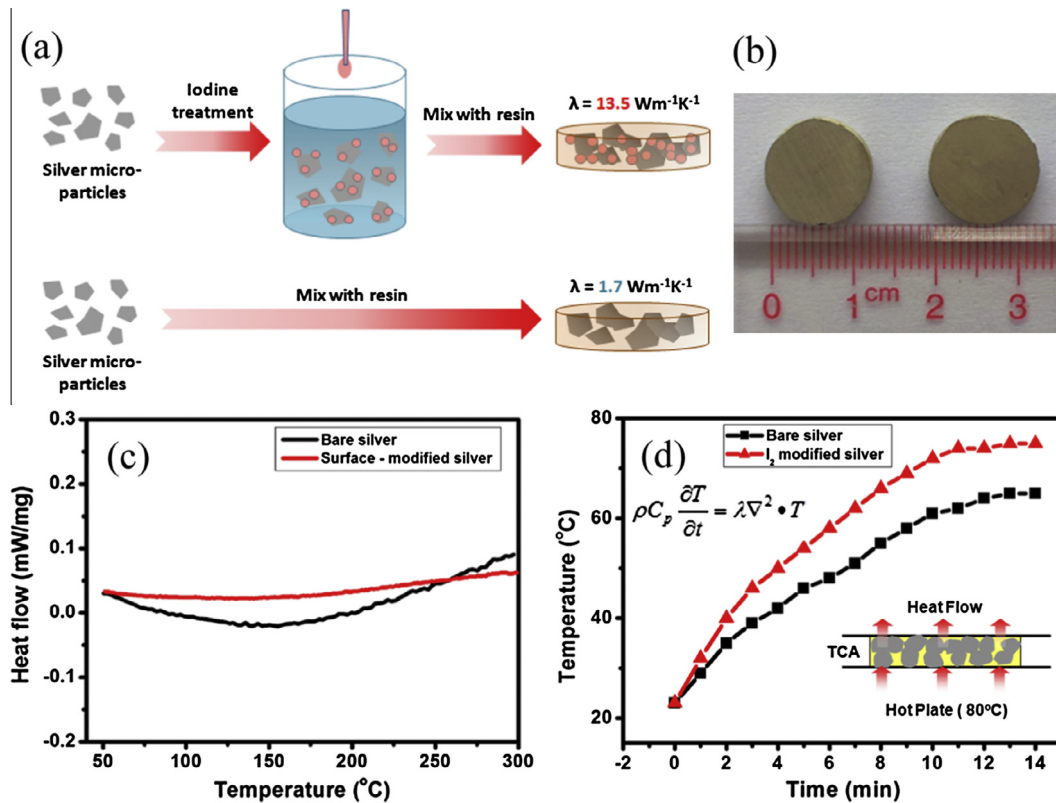 (a)
Iodine
treatment
Mix with resin
λ = 13.5 Wm⁻¹K⁻¹
Silver micro-
particles
Mix with resin
λ = 1.7 Wm⁻¹K⁻¹
Silver micro-
particles
(b)
0 1 cm 2 3
(c)
Bare silver
Surface - modified silver
Heat flow (mW/mg)
0.3
0.2
0.1
0.0
-0.1
-0.2
50 100 150 200 250 300
Temperature (°C)
(d)
Bare silver
I₂ modified silver
ρCₚ ∂T/∂t = λ∇² • T
Temperature (°C)
80
60
40
20
Heat Flow
TCA
Hot Plate ( 80°C)
-2 0 2 4 6 8 10 12 14
Time (min)